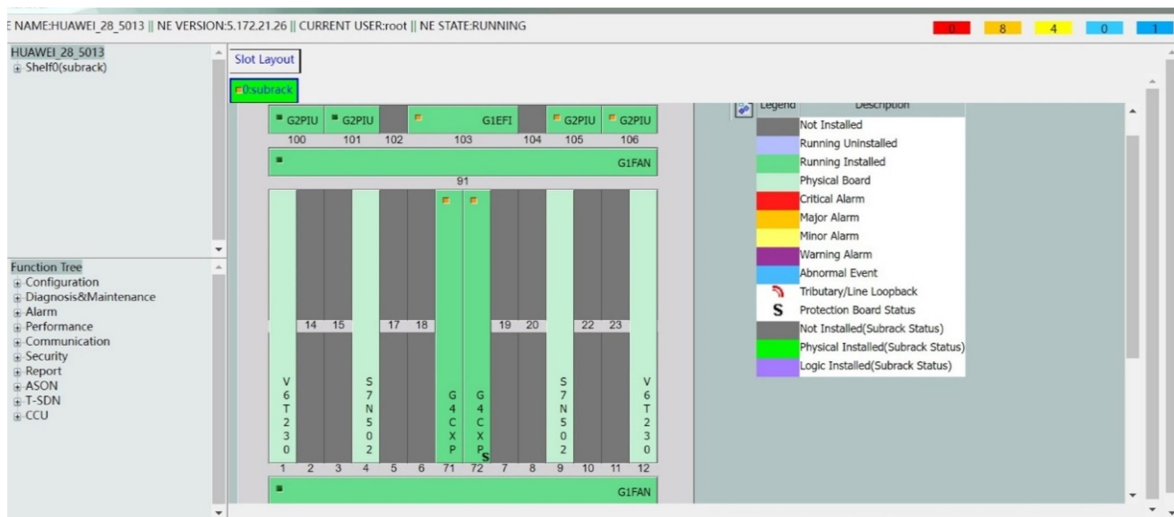 E NAME:HUAWEI_28_5013 || NE VERSION:5.172.21.26 || CURRENT USER:root || NE STATE:RUNNING
0 8 4 0 1
HUAWEI_28_5013
Shelf0(subrack)
Function Tree
Configuration
Diagnosis&Maintenance
Alarm
Performance
Communication
Security
Report
ASON
T-SDN
CCU
Slot Layout
0:subrack
G2PIU G2PIU G1EFI G2PIU G2PIU
100 101 102 103 104 105 106
G1FAN
91
14 15 17 18 19 20 22 23
V6T230 S7N502 G4CXP G4CXP S S7N502 V6T230
1 2 3 4 5 6 71 72 7 8 9 10 11 12
G1FAN
Legend Description
Not Installed
Running Uninstalled
Running Installed
Physical Board
Critical Alarm
Major Alarm
Minor Alarm
Warning Alarm
Abnormal Event
Tributary/Line Loopback
S Protection Board Status
Not Installed(Subrack Status)
Physical Installed(Subrack Status)
Logic Installed(Subrack Status)